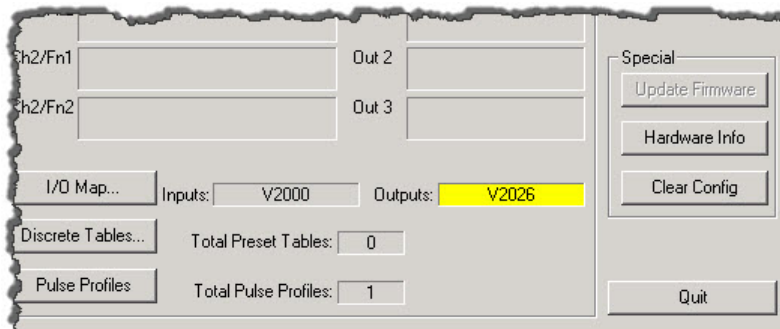 Ch2/Fn1 Out 2 Special
Update Firmware
Ch2/Fn2 Out 3
Hardware Info
I/O Map... Inputs: V2000 Outputs: V2026 Clear Config
Discrete Tables... Total Preset Tables: 0
Pulse Profiles Total Pulse Profiles: 1 Quit